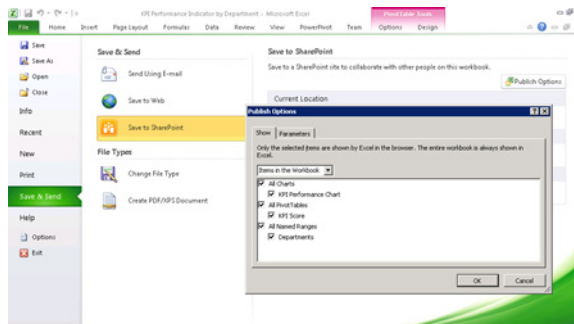 KPI Performance Indicator by Department - Microsoft Excel
PivotTable Tools
File Home Insert Page Layout Formulas Data Review View PowerPivot Team Options Design
Save
Save As
Open
Close
Info
Recent
New
Print
Save & Send
Help
Options
Exit
Save & Send
Send Using E-mail
Save to Web
Save to SharePoint
File Types
Change File Type
Create PDF/XPS Document
Save to SharePoint
Save to a SharePoint site to collaborate with other people on this workbook.
Publish Options
Current Location
Publish Options
Show Parameters
Only the selected items are shown by Excel in the browser. The entire workbook is always shown in
Excel.
Items in the Workbook
All Charts
KPI Performance Chart
All PivotTables
KPI Score
All Named Ranges
Departments
OK Cancel